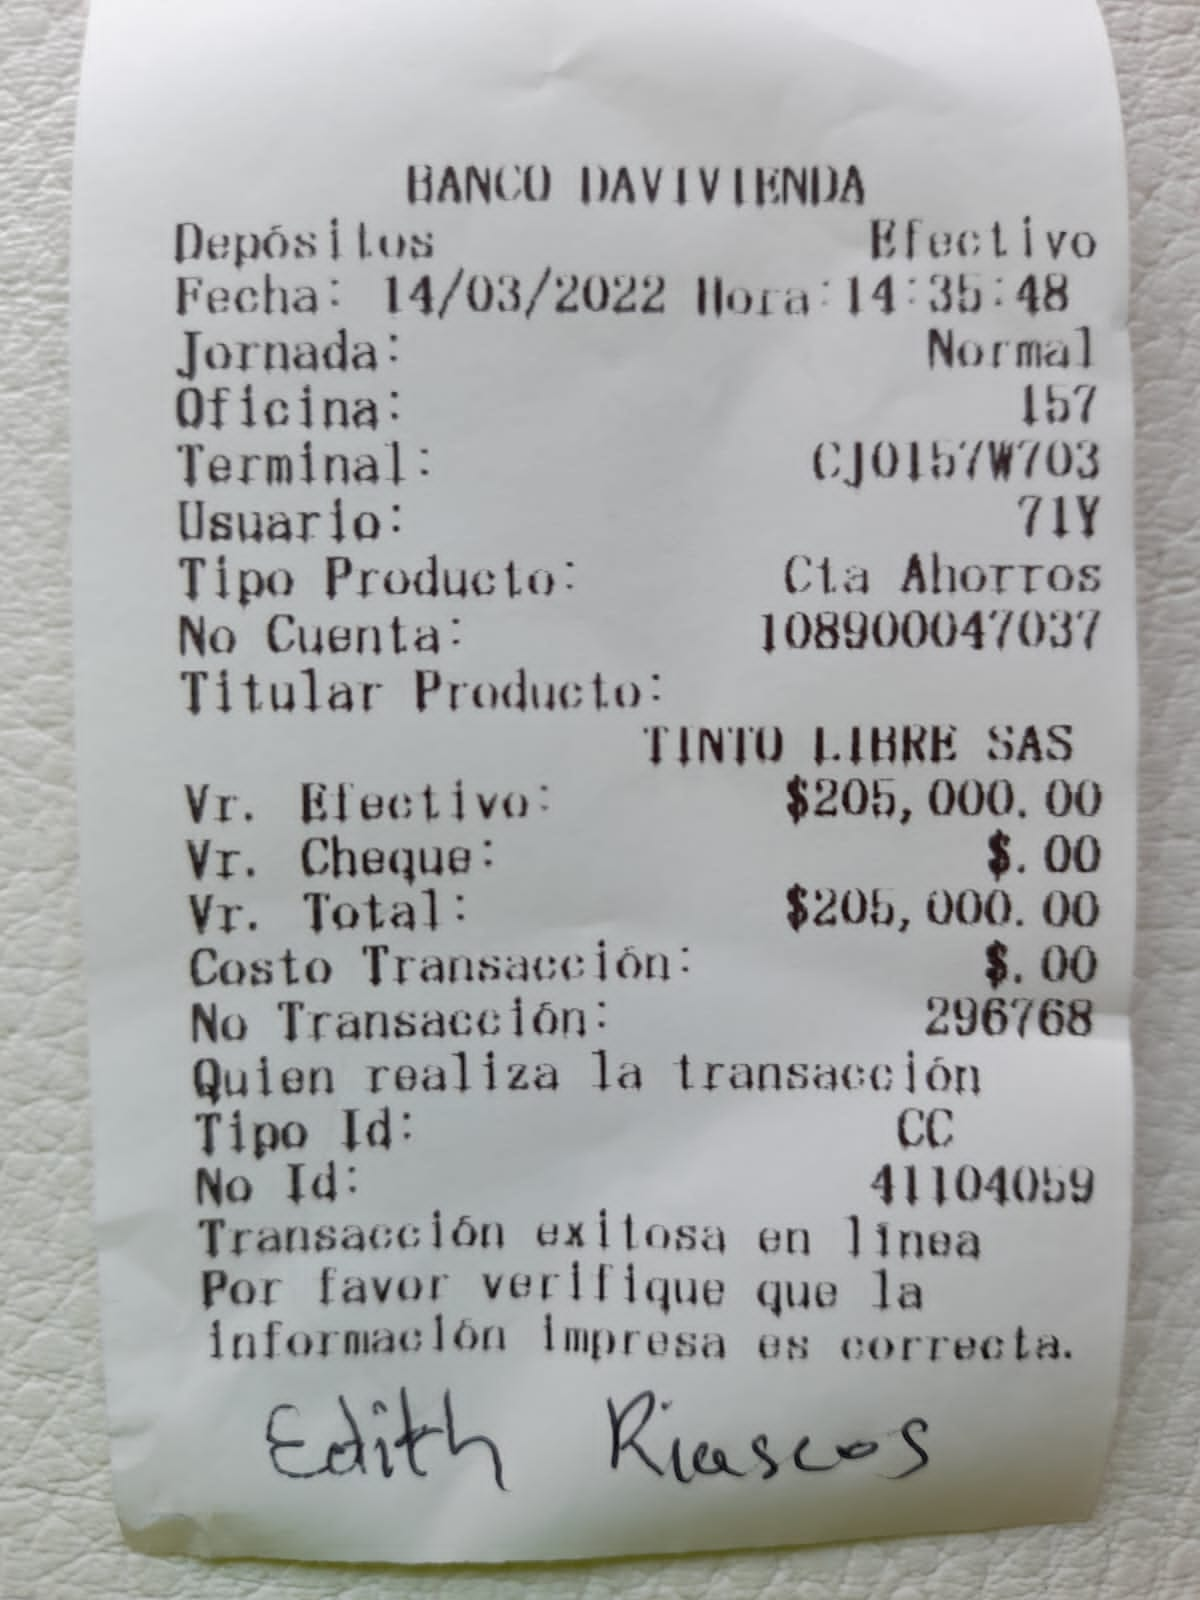 BANCO DAVIVIENDA
Depósitos Efectivo
Fecha: 14/03/2022 Hora:14:35:48
Jornada: Normal
Oficina: 157
Terminal: CJ0157W703
Usuario: 71Y
Tipo Producto: Cta Ahorros
No Cuenta: 108900047037
Titular Producto:
TINTO LIBRE SAS
Vr. Efectivo: $205,000.00
Vr. Cheque: $.00
Vr. Total: $205,000.00
Costo Transacción: $.00
No Transacción: 296768
Quien realiza la transacción
Tipo Id: CC
No Id: 41104059
Transacción exitosa en línea
Por favor verifique que la
información impresa es correcta.
Edith Riascos